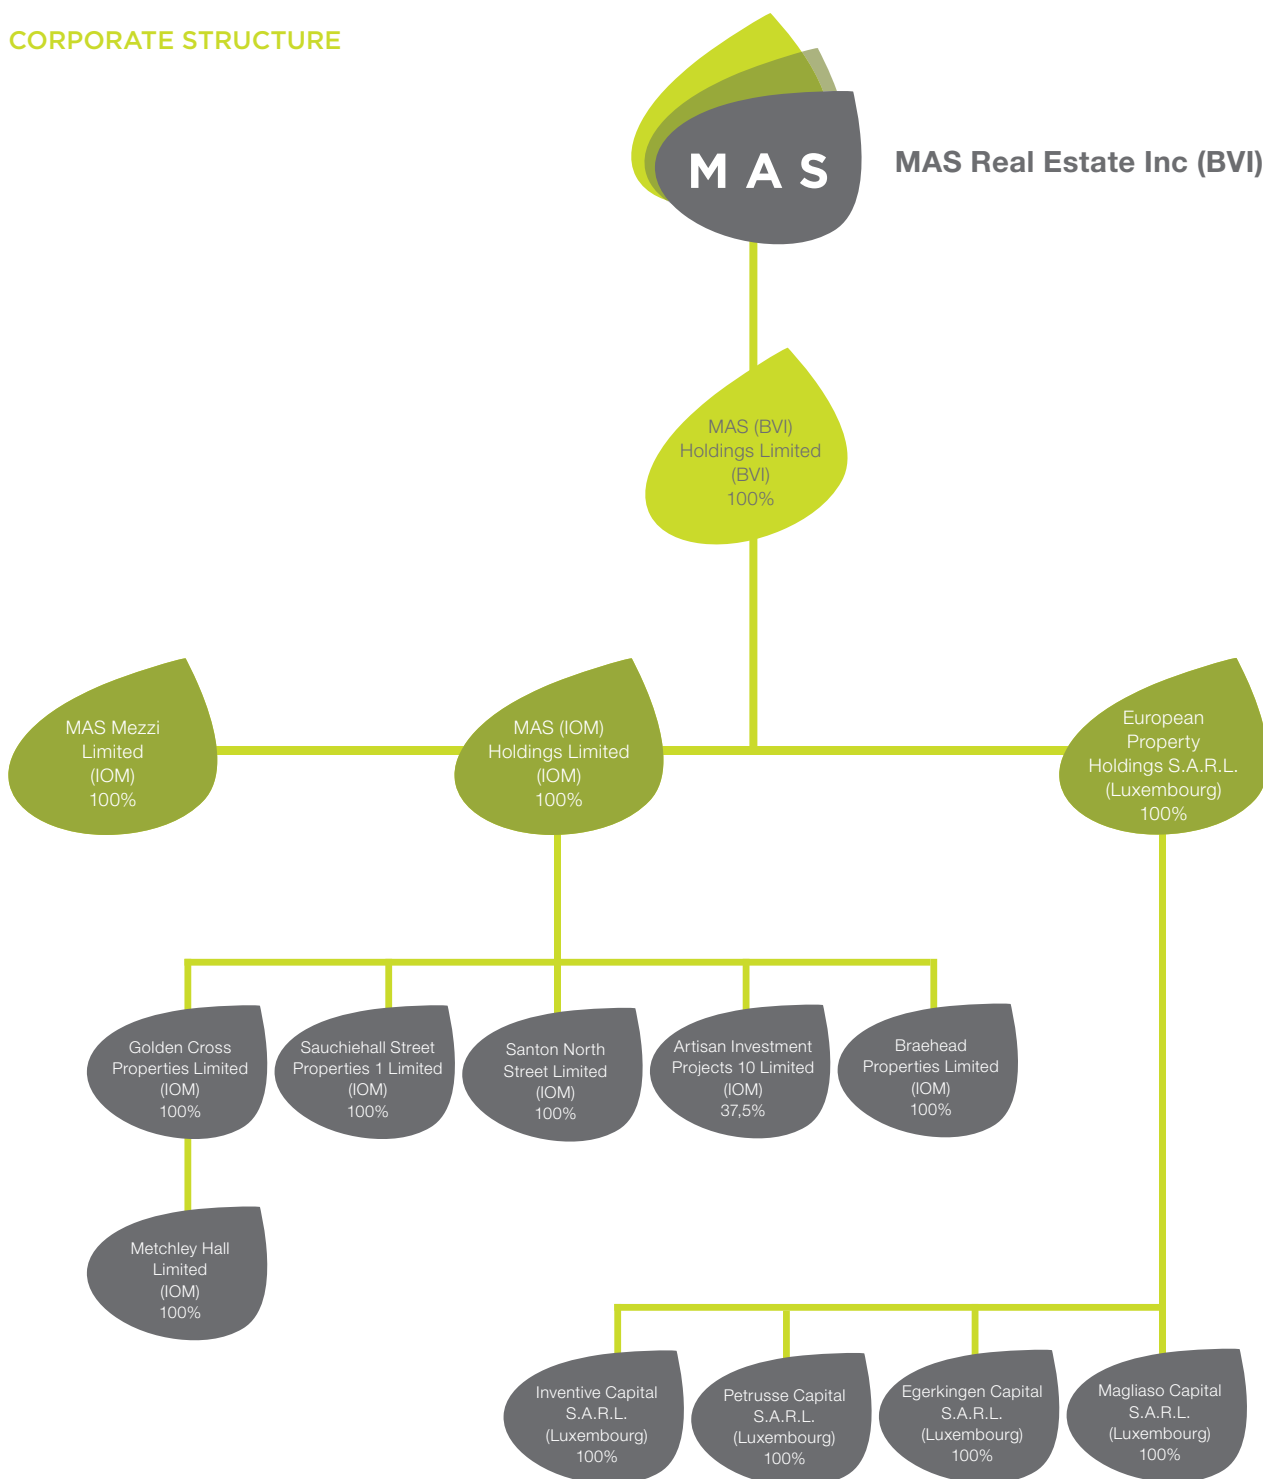 CORPORATE STRUCTURE
MAS
MAS Real Estate Inc (BVI)
MAS (BVI)
Holdings Limited
(BVI)
100%
MAS Mezzi
Limited
(IOM)
100%
MAS (IOM)
Holdings Limited
(IOM)
100%
European
Property
Holdings S.A.R.L.
(Luxembourg)
100%
Golden Cross
Properties Limited
(IOM)
100%
Sauchiehall Street
Properties 1 Limited
(IOM)
100%
Santon North
Street Limited
(IOM)
100%
Artisan Investment
Projects 10 Limited
(IOM)
37,5%
Braehead
Properties Limited
(IOM)
100%
Metchley Hall
Limited
(IOM)
100%
Inventive Capital
S.A.R.L.
(Luxembourg)
100%
Petrusse Capital
S.A.R.L.
(Luxembourg)
100%
Egerkingen Capital
S.A.R.L.
(Luxembourg)
100%
Magliaso Capital
S.A.R.L.
(Luxembourg)
100%